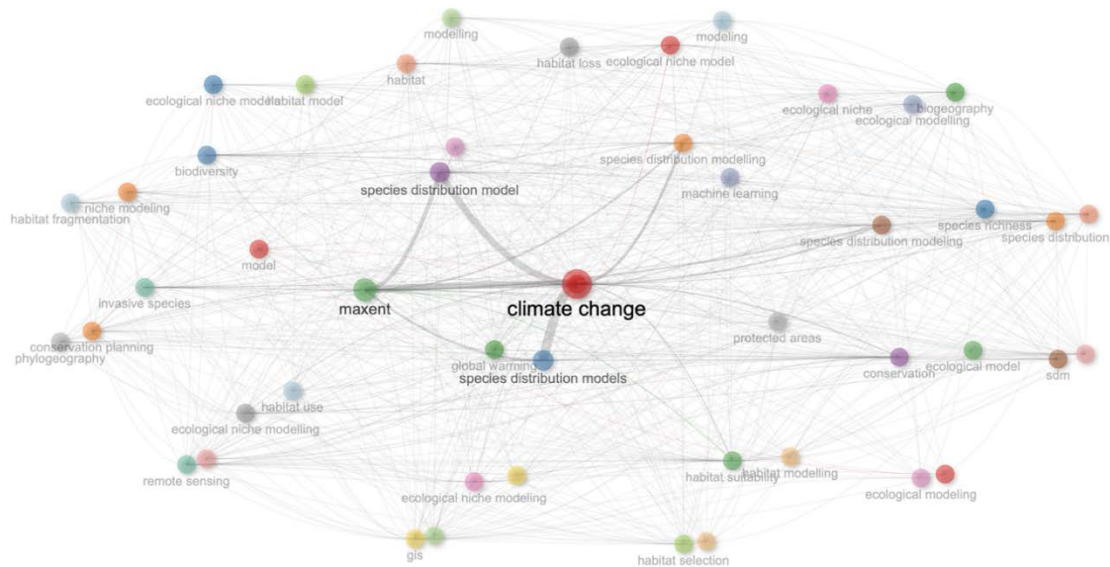 modelling
modeling
habitat loss
ecological niche model
habitat
ecological niche models
habitat model
ecological niche
biogeography
ecological modelling
species distribution modelling
biodiversity
species distribution model
machine learning
niche modeling
habitat fragmentation
species richness
species distribution
species distribution modeling
model
invasive species
maxent
climate change
protected areas
conservation planning
phylogeography
global warming
species distribution models
conservation
ecological model
sdm
habitat use
ecological niche modelling
remote sensing
habitat suitability
habitat modelling
ecological niche modeling
ecological modeling
gis
habitat selection